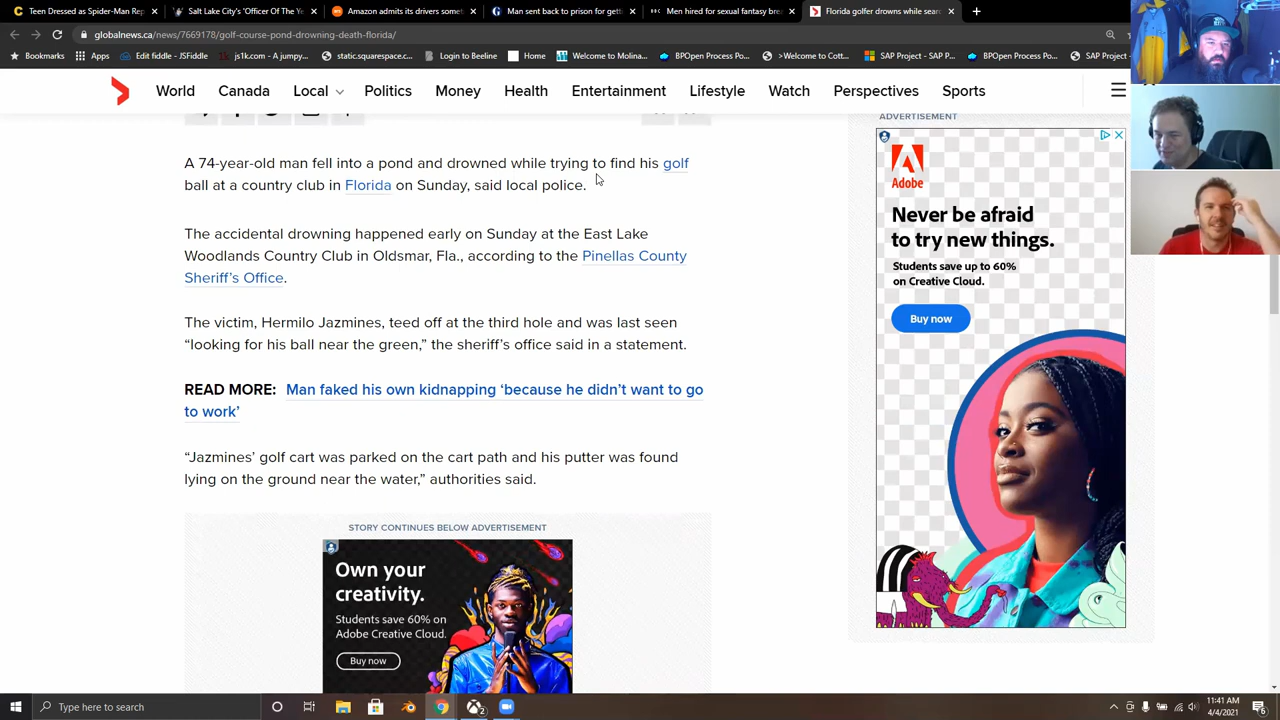 Teen Dressed as Spider-Man Rep
Salt Lake City's 'Officer Of The Ye
Amazon admits its drivers somet
Man sent back to prison for gett
Men hired for sexual fantasy brea
Florida golfer drowns while sear
globalnews.ca/news/7669178/golf-course-pond-drowning-death-florida/
Bookmarks
Apps
Edit fiddle - JSFiddle
js1k.com - A jumpy...
static.squarespace.c...
Login to Beeline
Home
Welcome to Molina...
BPOpen Process Po...
>Welcome to Cott...
SAP Project - SAP P...
BPOpen Process Po...
SAP Proj
World
Canada
Local
Politics
Money
Health
Entertainment
Lifestyle
Watch
Perspectives
Sports
A 74-year-old man fell into a pond and drowned while trying to find his golf
ball at a country club in Florida on Sunday, said local police.
The accidental drowning happened early on Sunday at the East Lake
Woodlands Country Club in Oldsmar, Fla., according to the Pinellas County
Sheriff's Office.
The victim, Hermilo Jazmines, teed off at the third hole and was last seen
“looking for his ball near the green,” the sheriff's office said in a statement.
READ MORE: Man faked his own kidnapping ‘because he didn't want to go
to work’
“Jazmines' golf cart was parked on the cart path and his putter was found
lying on the ground near the water,” authorities said.
STORY CONTINUES BELOW ADVERTISEMENT
Own your
creativity.
Students save 60% on
Adobe Creative Cloud.
Buy now
ADVERTISEMENT
Adobe
Never be afraid
to try new things.
Students save up to 60%
on Creative Cloud.
Buy now
Type here to search
11:41 AM
4/4/2021